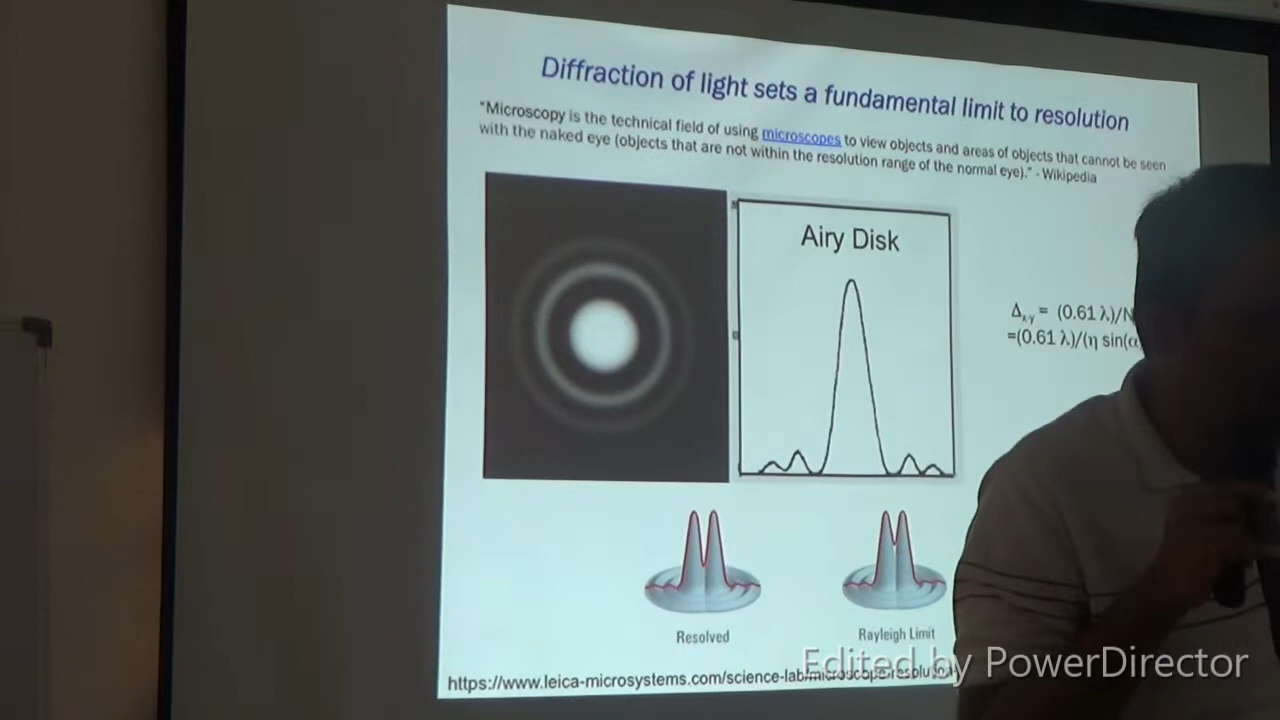 Diffraction of light sets a fundamental limit to resolution
"Microscopy is the technical field of using microscopes to view objects and areas of objects that cannot be seen
with the naked eye (objects that are not within the resolution range of the normal eye)." - Wikipedia
Airy Disk
Δx,y = (0.61 λ)/N
=(0.61 λ)/(η sin(α
Resolved
Rayleigh Limit
https://www.leica-microsystems.com/science-lab/microscope-resolution
Edited by PowerDirector